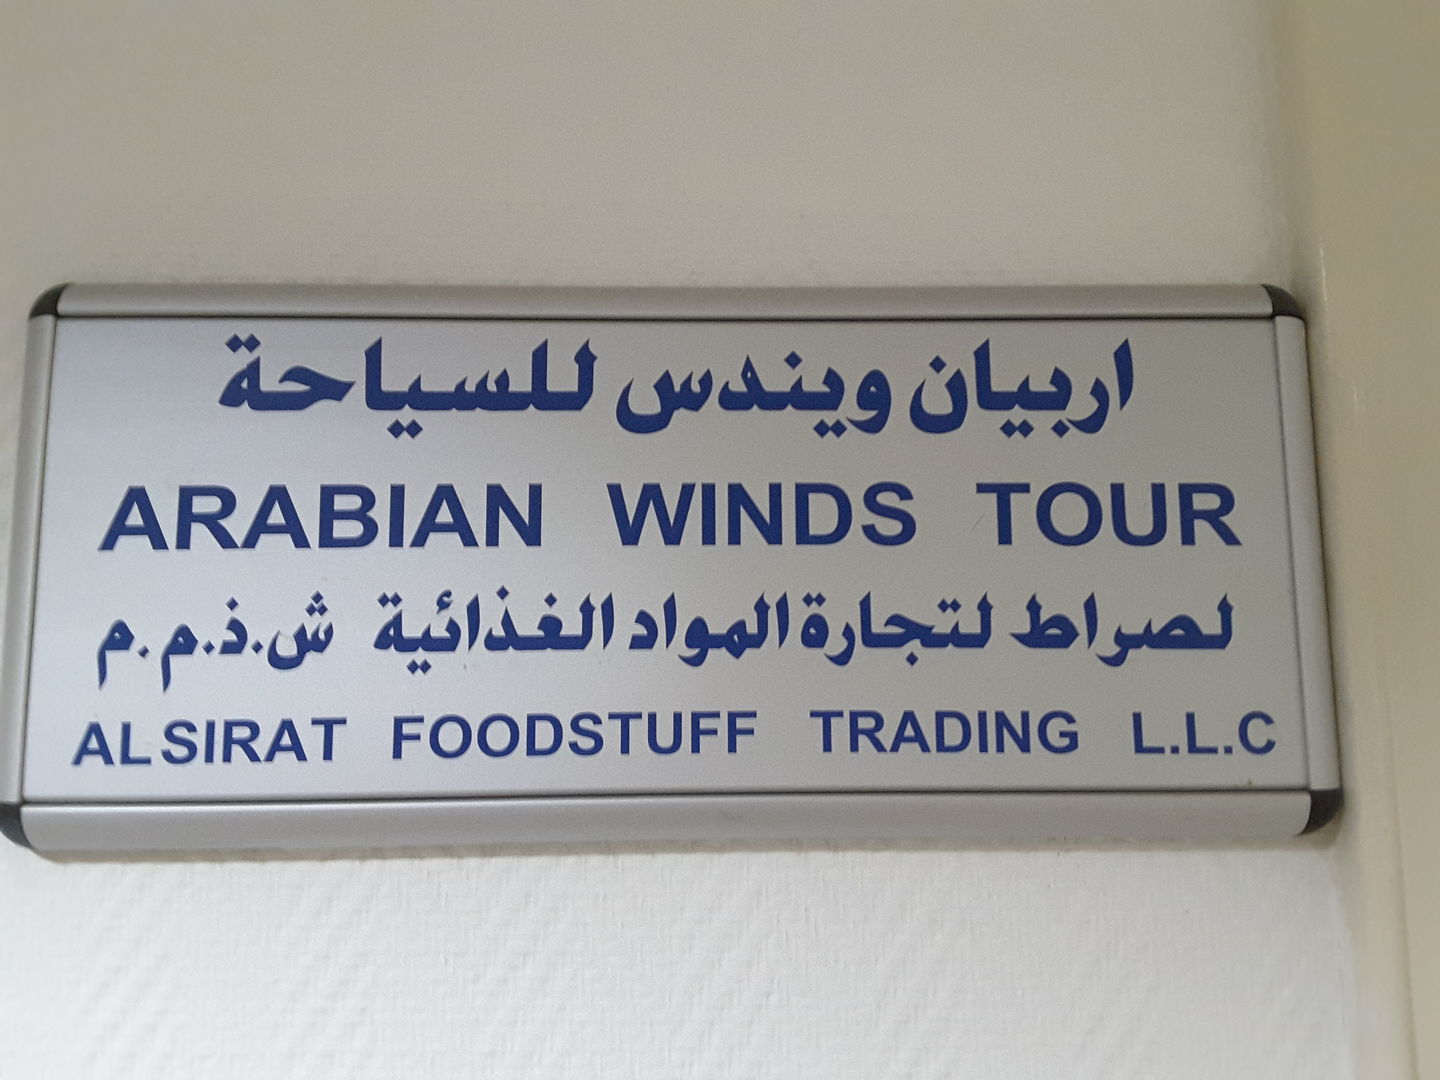 اربيان ويندس للسياحة
ARABIAN WINDS TOUR
لصراط لتجارة المواد الغذائية ش.ذ.م.م
ALSIRAT FOODSTUFF TRADING L.L.C